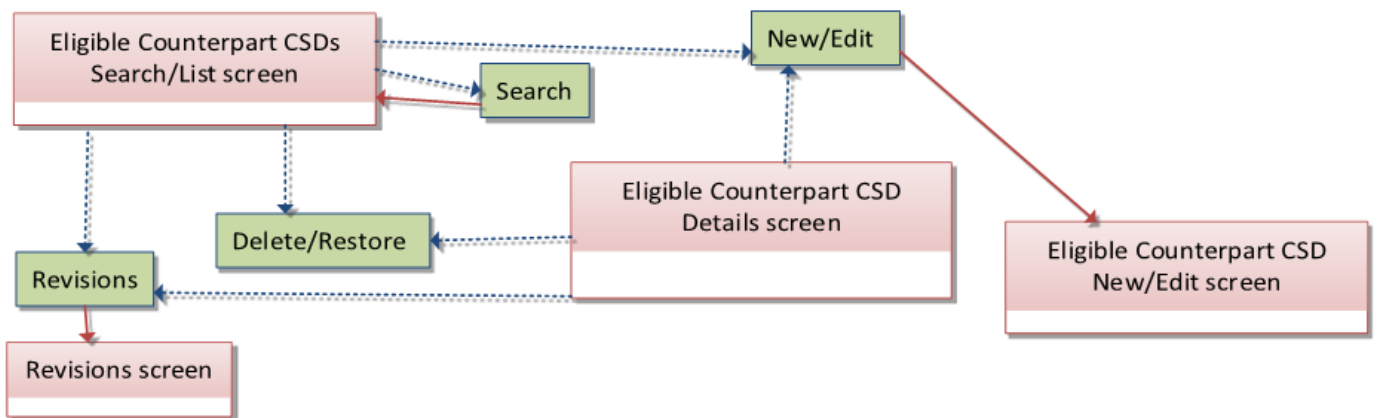 Eligible Counterpart CSDs
Search/List screen
New/Edit
Search
Eligible Counterpart CSD
Details screen
Delete/Restore
Eligible Counterpart CSD
New/Edit screen
Revisions
Revisions screen